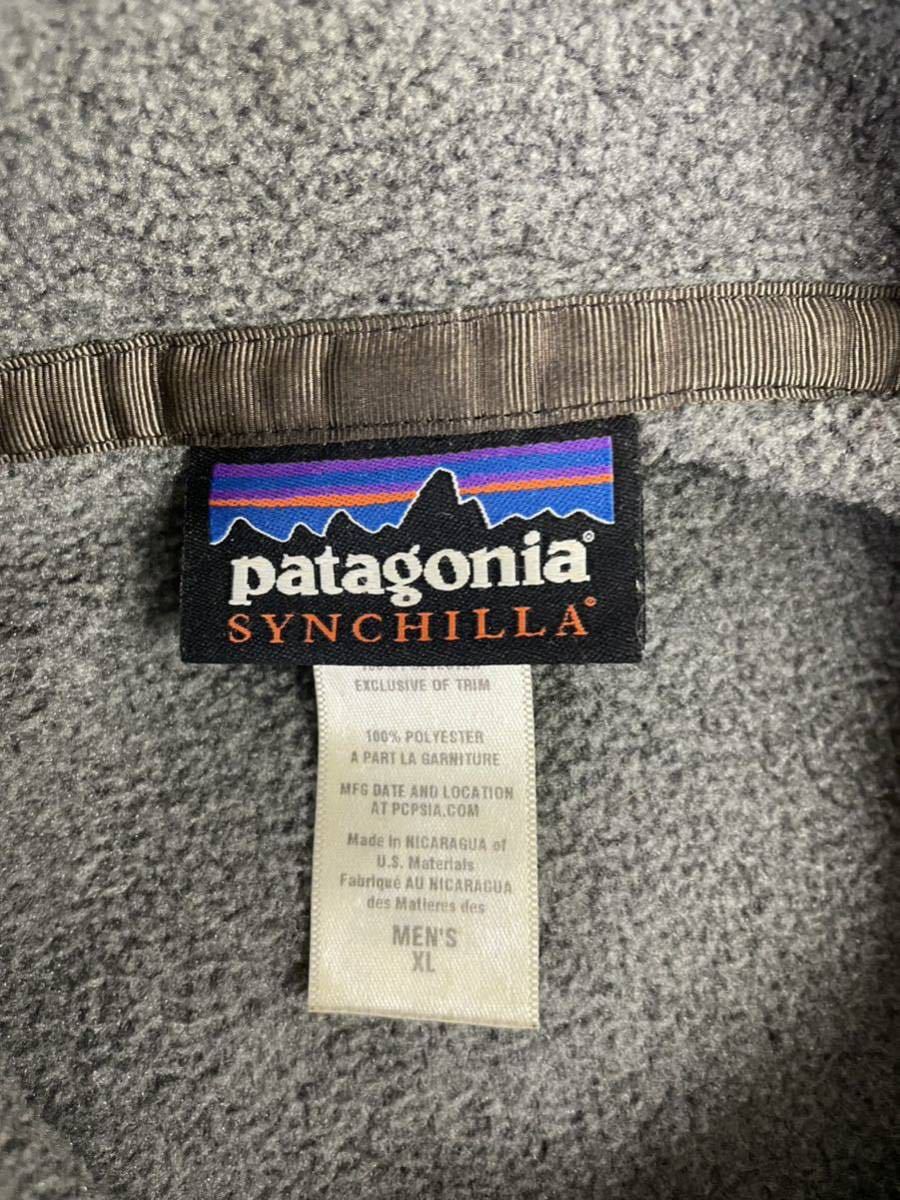 patagonia®
SYNCHILLA®
EXCLUSIVE OF TRIM
100% POLYESTER
A PART LA GARNITURE
MFG DATE AND LOCATION
AT PCPSIA.COM
Made in NICARAGUA of
U.S. Materials
Fabriqué AU NICARAGUA
des Matieres des
MEN'S
XL